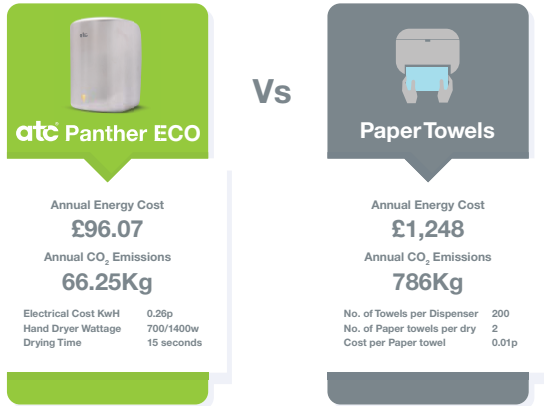 atc Panther ECO
Vs
Paper Towels
Annual Energy Cost
£96.07
Annual CO₂ Emissions
66.25Kg
Electrical Cost KwH 0.26p
Hand Dryer Wattage 700/1400w
Drying Time 15 seconds
Annual Energy Cost
£1,248
Annual CO₂ Emissions
786Kg
No. of Towels per Dispenser 200
No. of Paper towels per dry 2
Cost per Paper towel 0.01p